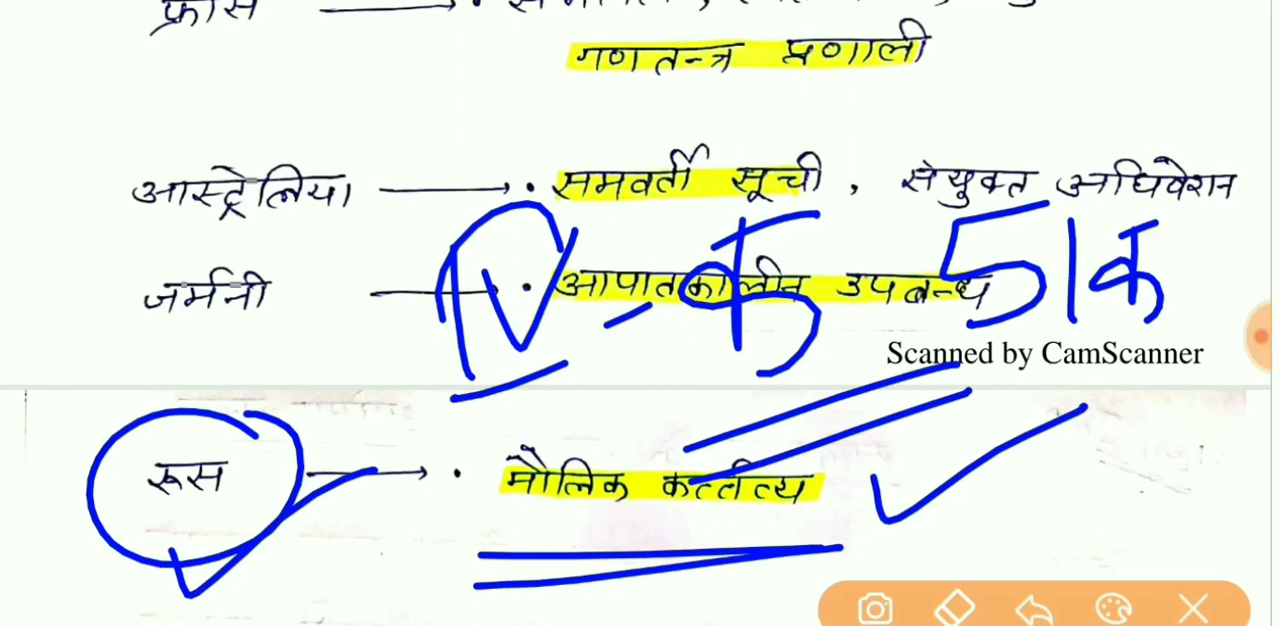 फ्रांस
गणतन्त्र प्रणाली
आस्ट्रेलिया → • समवर्ती सूची, संयुक्त अधिवेशन
जर्मनी → • आपातकालीन उपबन्ध
IV - क 51क
Scanned by CamScanner
रूस → • मौलिक कर्त्तव्य